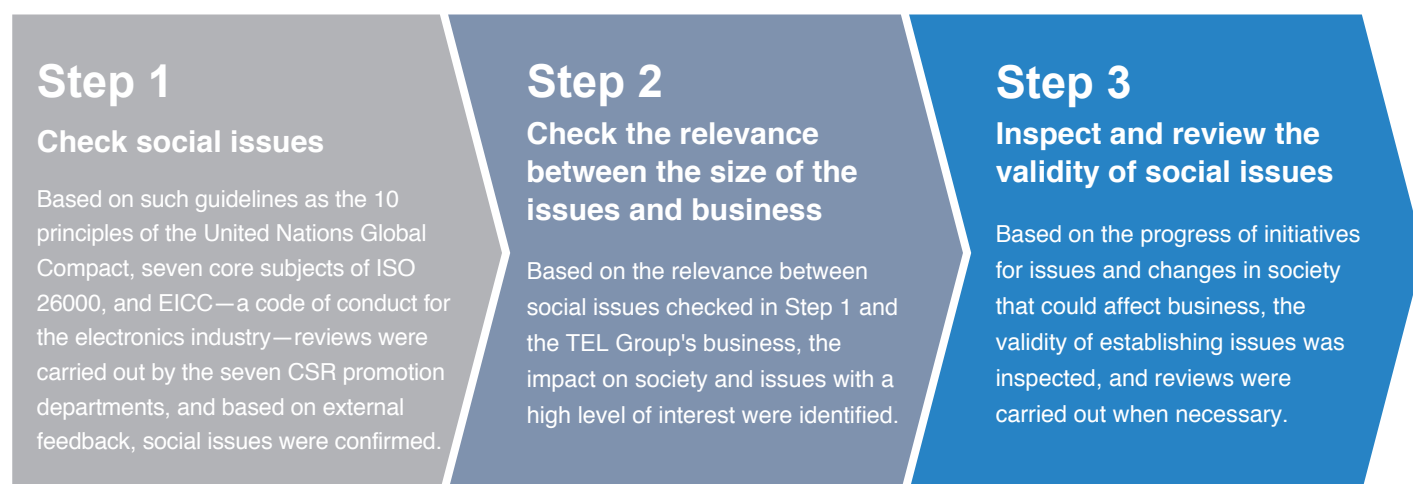 Step 1
Check social issues
Based on such guidelines as the 10
principles of the United Nations Global
Compact, seven core subjects of ISO
26000, and EICC—a code of conduct for
the electronics industry—reviews were
carried out by the seven CSR promotion
departments, and based on external
feedback, social issues were confirmed.
Step 2
Check the relevance
between the size of the
issues and business
Based on the relevance between
social issues checked in Step 1 and
the TEL Group's business, the
impact on society and issues with a
high level of interest were identified.
Step 3
Inspect and review the
validity of social issues
Based on the progress of initiatives
for issues and changes in society
that could affect business, the
validity of establishing issues was
inspected, and reviews were
carried out when necessary.